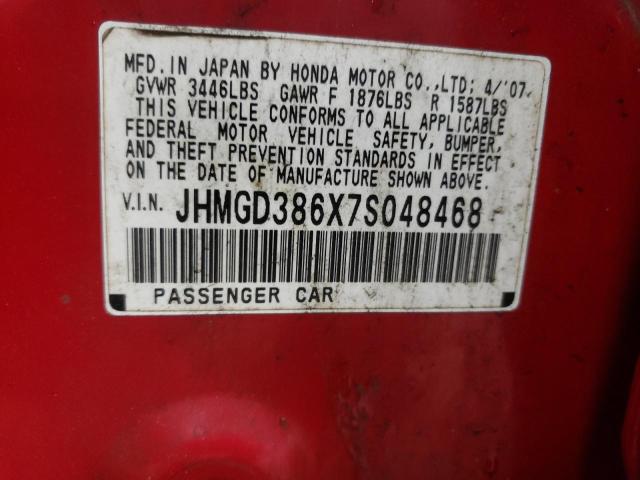 MFD.IN JAPAN BY HONDA MOTOR CO.,LTD; 4/'07
GVWR 3446LBS GAWR F 1876LBS R 1587LBS
THIS VEHICLE CONFORMS TO ALL APPLICABLE
FEDERAL MOTOR VEHICLE SAFETY, BUMPER,
AND THEFT PREVENTION STANDARDS IN EFFECT
ON THE DATE OF MANUFACTURE SHOWN ABOVE.
V.I.N. JHMGD386X7S048468
PASSENGER CAR